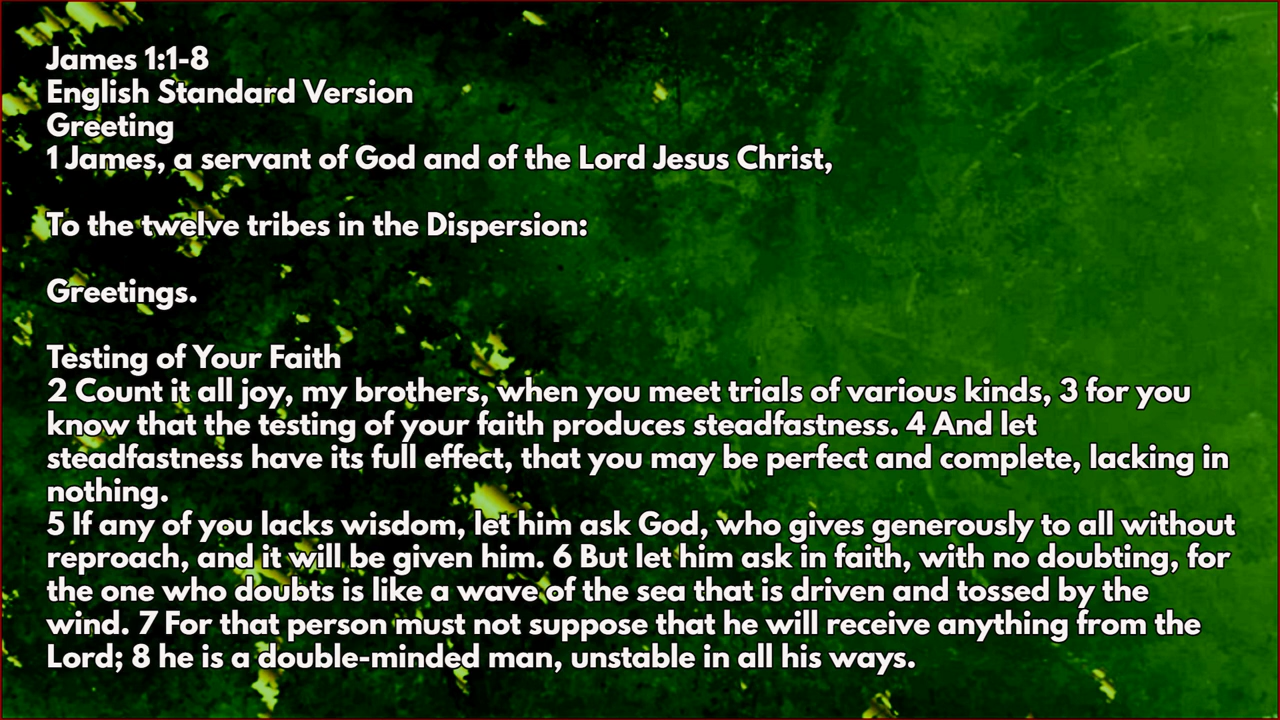 James 1:1-8
English Standard Version
Greeting
1 James, a servant of God and of the Lord Jesus Christ,
To the twelve tribes in the Dispersion:
Greetings.
Testing of Your Faith
2 Count it all joy, my brothers, when you meet trials of various kinds, 3 for you
know that the testing of your faith produces steadfastness. 4 And let
steadfastness have its full effect, that you may be perfect and complete, lacking in
nothing.
5 If any of you lacks wisdom, let him ask God, who gives generously to all without
reproach, and it will be given him. 6 But let him ask in faith, with no doubting, for
the one who doubts is like a wave of the sea that is driven and tossed by the
wind. 7 For that person must not suppose that he will receive anything from the
Lord; 8 he is a double-minded man, unstable in all his ways.